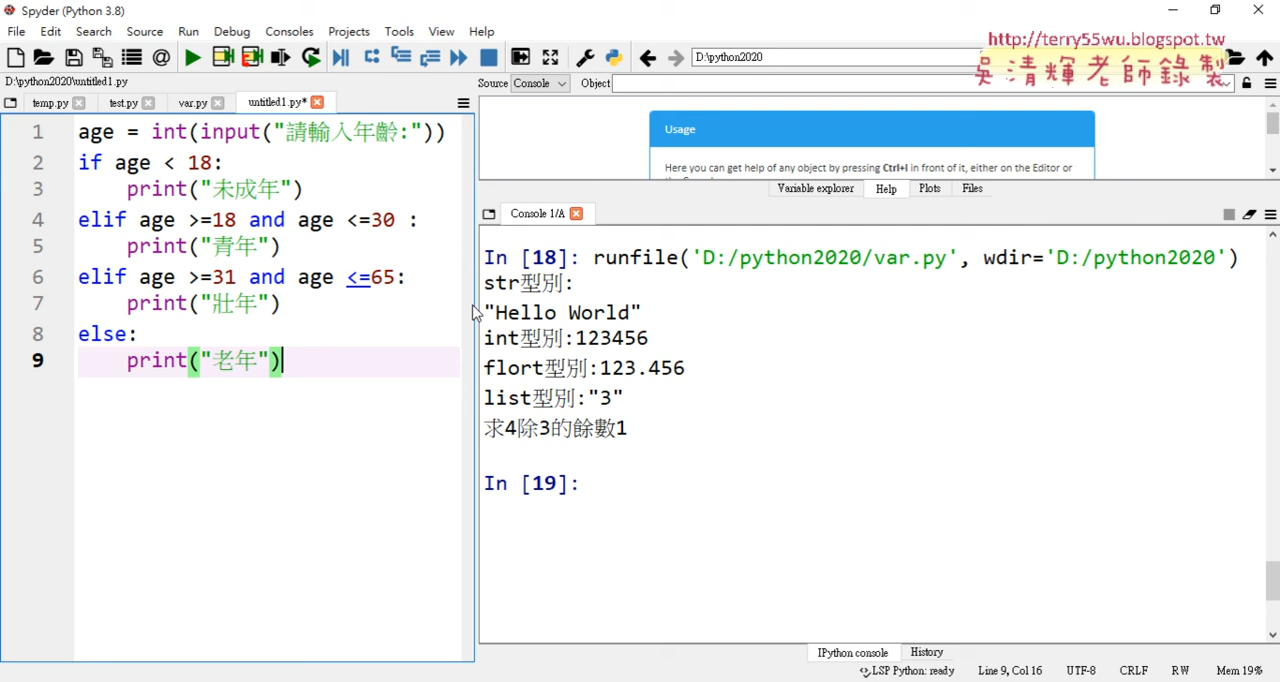 Spyder (Python 3.8)
File Edit Search Source Run Debug Consoles Projects Tools View Help
http://terry55wu.blogspot.tw
D:\python2020
吳清輝老師錄製
D:\python2020\untitled1.py
Source Console Object
temp.py test.py var.py untitled1.py*
1 age = int(input("請輸入年齡:"))
2 if age < 18:
3 print("未成年")
4 elif age >=18 and age <=30 :
5 print("青年")
6 elif age >=31 and age <=65:
7 print("壯年")
8 else:
9 print("老年")
Usage
Here you can get help of any object by pressing Ctrl+I in front of it, either on the Editor or
Variable explorer Help Plots Files
Console 1/A
In [18]: runfile('D:/python2020/var.py', wdir='D:/python2020')
str型別:
"Hello World"
int型別:123456
flort型別:123.456
list型別:"3"
求4除3的餘數1
In [19]:
IPython console History
LSP Python: ready Line 9, Col 16 UTF-8 CRLF RW Mem 19%